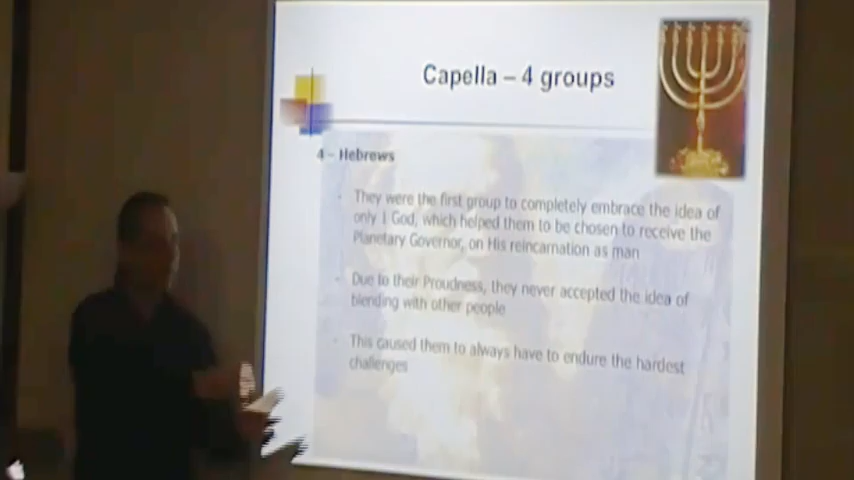 Capella – 4 groups
4 – Hebrews
- They were the first group to completely embrace the idea of
only 1 God, which helped them to be chosen to receive the
Planetary Governor, on His reincarnation as man
- Due to their Proudness, they never accepted the idea of
blending with other people
- This caused them to always have to endure the hardest
challenges